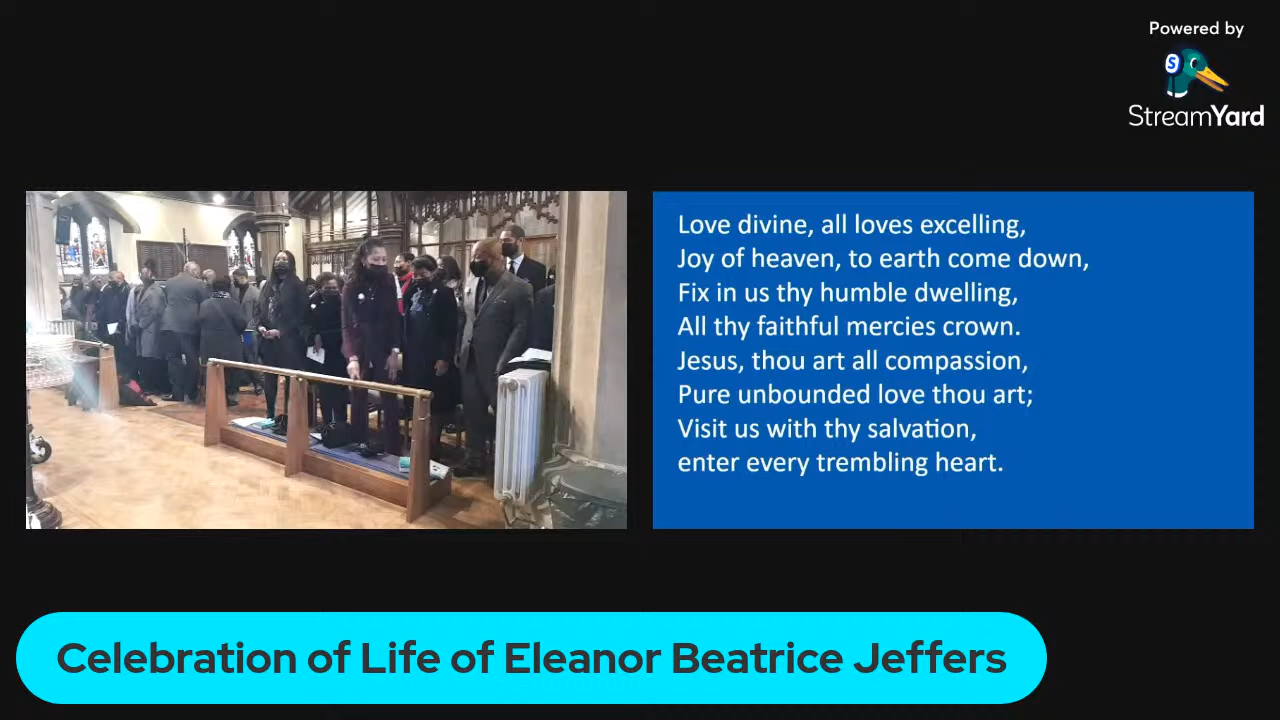 Powered by
S
StreamYard
Love divine, all loves excelling,
Joy of heaven, to earth come down,
Fix in us thy humble dwelling,
All thy faithful mercies crown.
Jesus, thou art all compassion,
Pure unbounded love thou art;
Visit us with thy salvation,
enter every trembling heart.
Celebration of Life of Eleanor Beatrice Jeffers